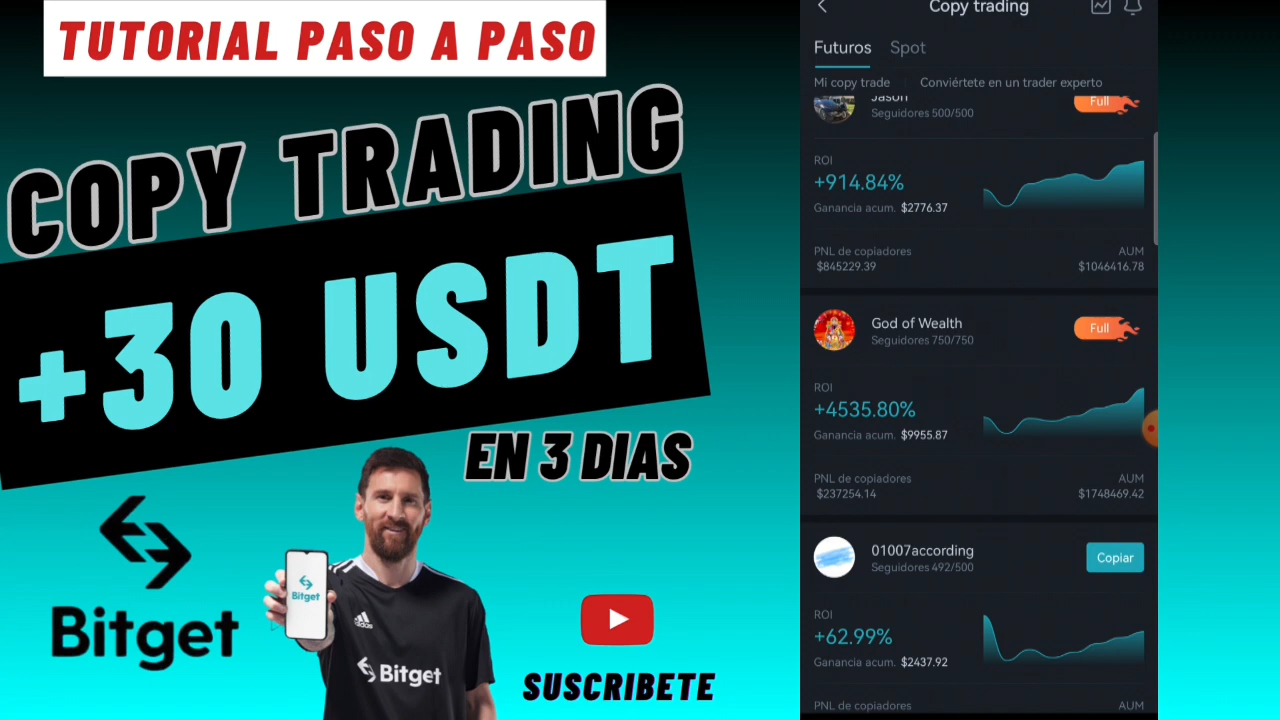 TUTORIAL PASO A PASO
COPY TRADING
+30 USDT
EN 3 DIAS
Bitget
Bitget
adidas
Bitget
SUSCRIBETE
Copy trading
Futuros Spot
Mi copy trade Conviértete en un trader experto
Jason
Full
Seguidores 500/500
ROI
+914.84%
Ganancia acum. $2776.37
PNL de copiadores AUM
$845229.39 $1046416.78
God of Wealth
Full
Seguidores 750/750
ROI
+4535.80%
Ganancia acum. $9955.87
PNL de copiadores AUM
$237254.14 $1748469.42
01007according
Copiar
Seguidores 492/500
ROI
+62.99%
Ganancia acum. $2437.92
PNL de copiadores AUM